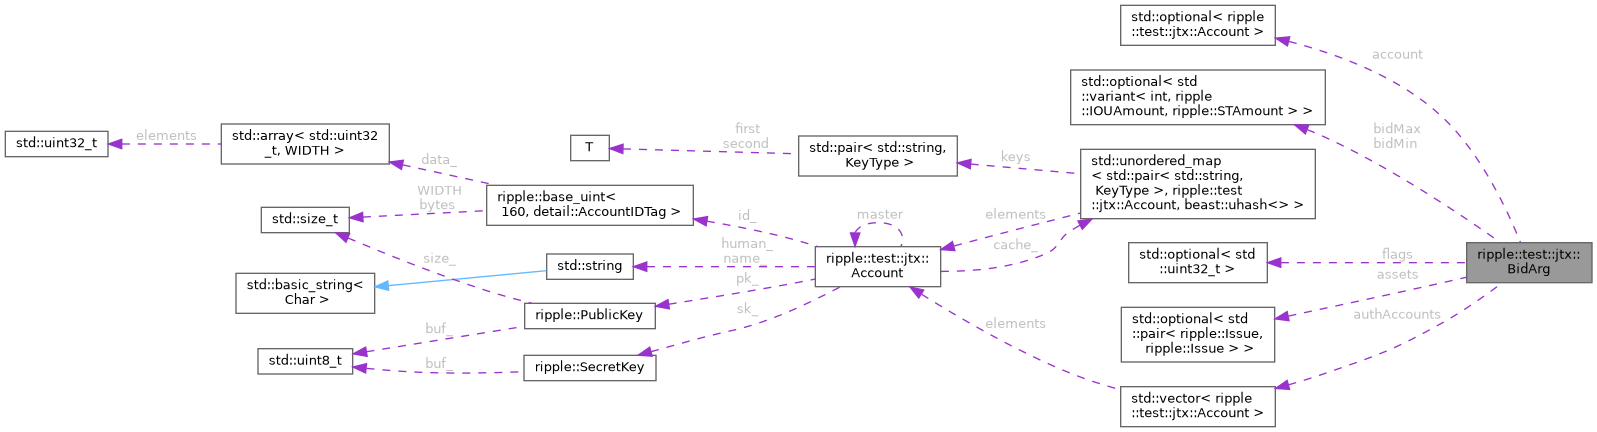 std::uint32_t
elements
std::array< std::uint32
_t, WIDTH >
data_
WIDTH
bytes
std::size_t
size_
std::basic_string<
Char >
std::uint8_t
buf_
buf_
ripple::base_uint<
160, detail::AccountIDTag >
std::string
ripple::PublicKey
ripple::SecretKey
T
first
second
id_
human_
name_
pk_
sk_
std::pair< std::string,
KeyType >
master
ripple::test::jtx::
Account
keys
elements
cache_
elements
std::optional< ripple
::test::jtx::Account >
std::optional< std
::variant< int, ripple
::IOUAmount, ripple::STAmount > >
std::unordered_map
< std::pair< std::string,
KeyType >, ripple::test
::jtx::Account, beast::uhash<> >
std::optional< std
::uint32_t >
std::optional< std
::pair< ripple::Issue,
ripple::Issue > >
std::vector< ripple
::test::jtx::Account >
account
bidMax
bidMin
flags
assets
authAccounts
ripple::test::jtx::
BidArg